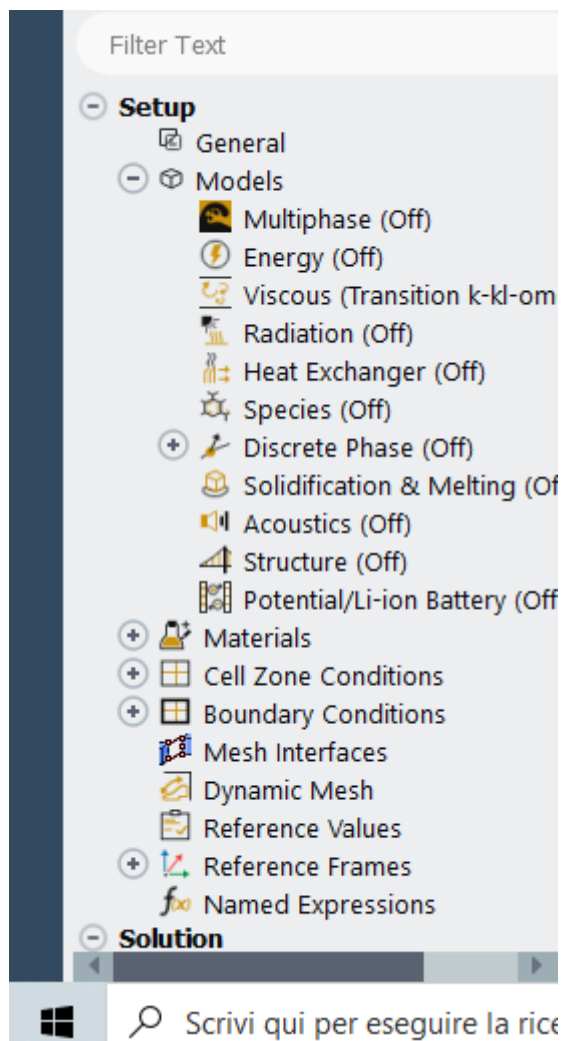 Filter Text
Setup
General
Models
Multiphase (Off)
Energy (Off)
Viscous (Transition k-kl-om
Radiation (Off)
Heat Exchanger (Off)
Species (Off)
Discrete Phase (Off)
Solidification & Melting (Of
Acoustics (Off)
Structure (Off)
Potential/Li-ion Battery (Off
Materials
Cell Zone Conditions
Boundary Conditions
Mesh Interfaces
Dynamic Mesh
Reference Values
Reference Frames
f(x) Named Expressions
Solution
Scrivi qui per eseguire la rice